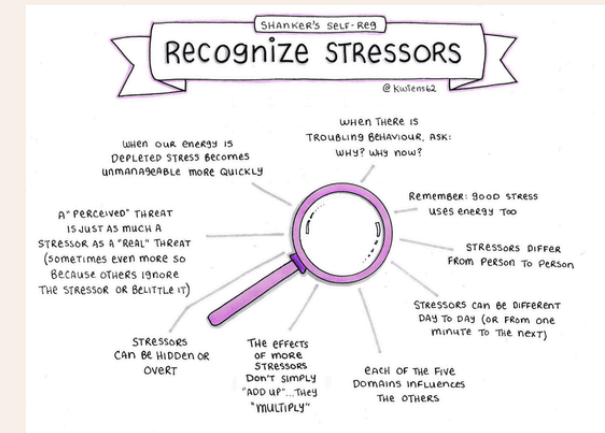 SHANKER'S SELF-REG
RECOGNIZE STRESSORS
@ Kwiens62
WHEN THERE IS
TROUBLING BEHAVIOUR, ASK:
WHY? WHY NOW?
WHEN OUR ENERGY IS
DEPLETED STRESS BECOMES
UNMANAGEABLE MORE QUICKLY
REMEMBER: GOOD STRESS
USES ENERGY TOO
A "PERCEIVED" THREAT
IS JUST AS MUCH A
STRESSOR AS A "REAL" THREAT
(SOMETIMES EVEN MORE SO
BECAUSE OTHERS IGNORE
THE STRESSOR OR BELITTLE IT)
STRESSORS DIFFER
FROM PERSON TO PERSON
STRESSORS CAN BE DIFFERENT
DAY TO DAY (OR FROM ONE
MINUTE TO THE NEXT)
STRESSORS
CAN BE HIDDEN OR
OVERT
THE EFFECTS
OF MORE
STRESSORS
DON'T SIMPLY
"ADD UP"...THEY
"MULTIPLY"
EACH OF THE FIVE
DOMAINS INFLUENCES
THE OTHERS